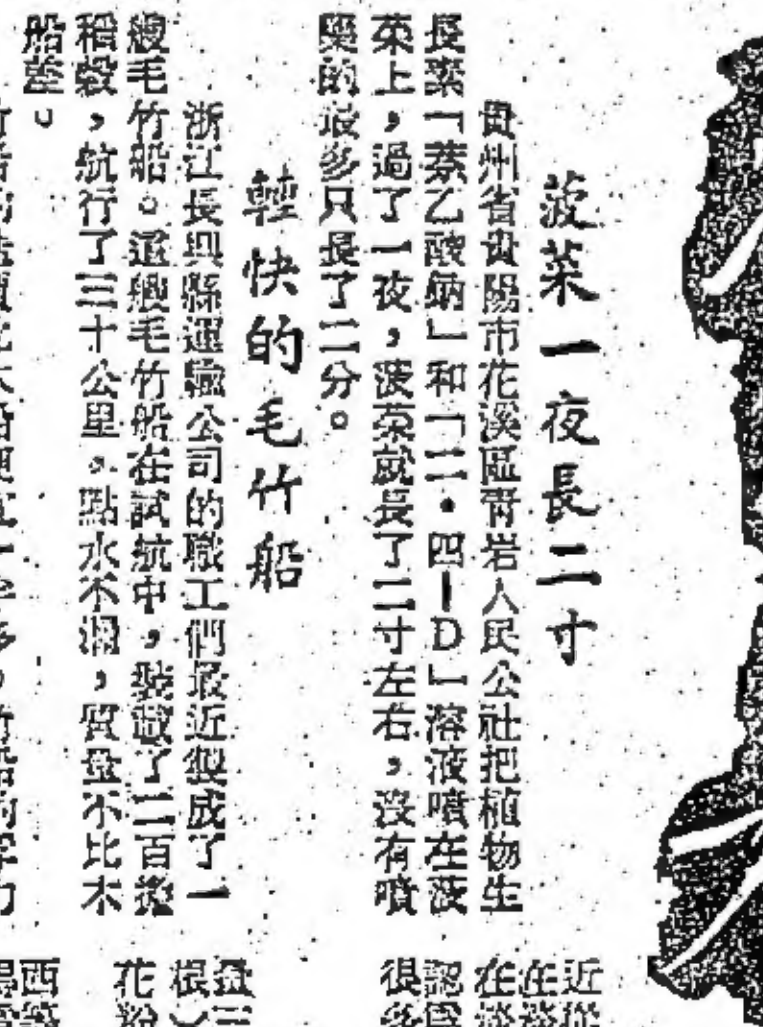 菠菜一夜長二寸
貴州省貴陽市花溪區青岩人民公社把植物生
長素「萘乙酸鈉」和「二・四—D」溶液噴在菠
菜上，過了一夜，菠菜就長了二寸左右，沒有噴
藥的最多只長了二分。
輕快的毛竹船
浙江長興縣運輸公司的職工們最近製成了一
艘毛竹船。這艘毛竹船在試航中，裝載了二百擔
稻穀，航行了三十公里，點水不漏，質量不比木
船差。
近
在
很
花
根
西